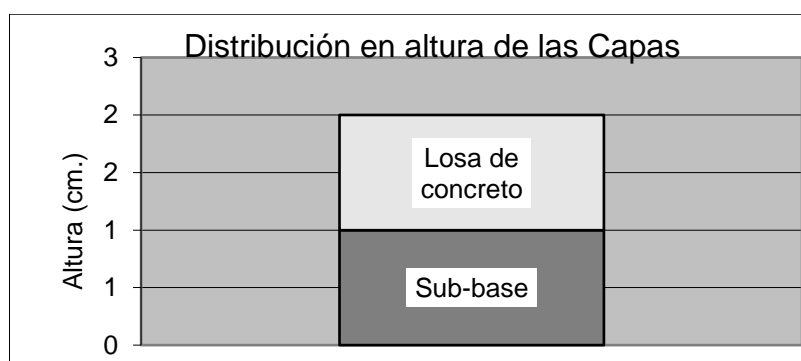 Distribución en altura de las Capas
3
2
2
1
1
0
Altura (cm.)
Losa de
concreto
Sub-base